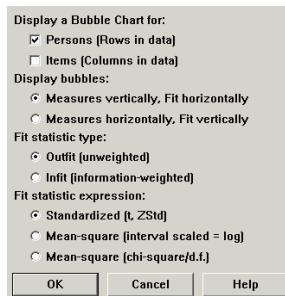 Display a Bubble Chart for:
Persons (Rows in data)
Items (Columns in data)
Display bubbles:
Measures vertically, Fit horizontally
Measures horizontally, Fit vertically
Fit statistic type:
Outfit (unweighted)
Infit (information-weighted)
Fit statistic expression:
Standardized (t, ZStd)
Mean-square (interval scaled = log)
Mean-square (chi-square/d.f.)
OK Cancel Help